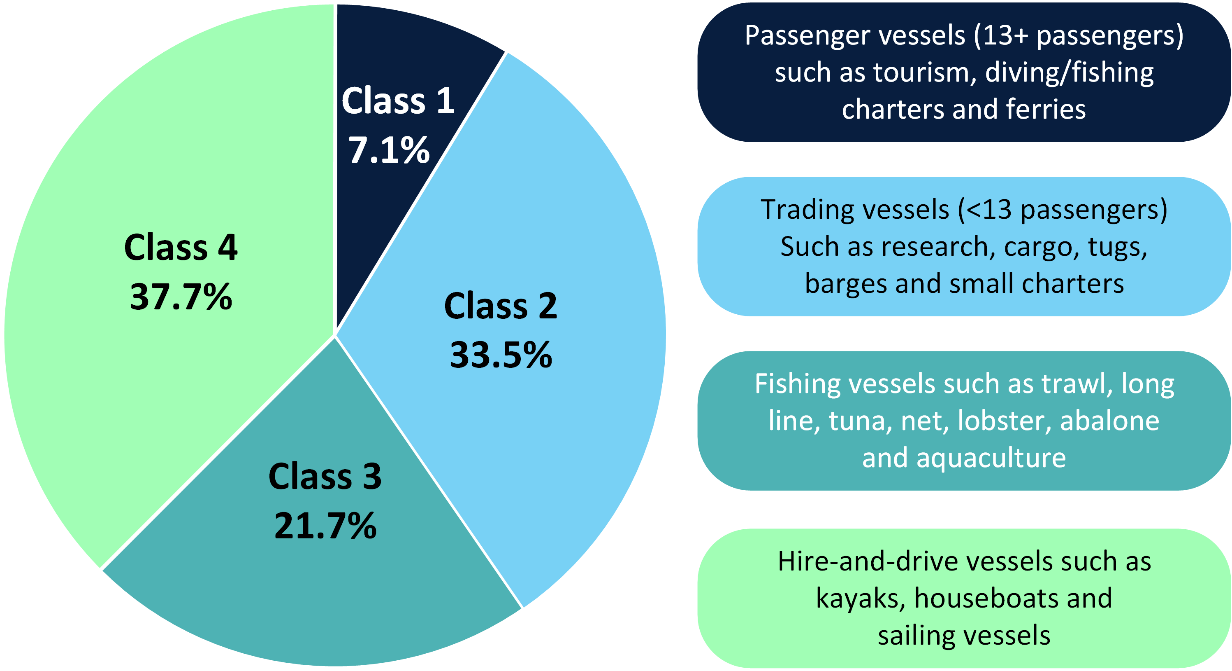 Class 1
7.1%
Class 2
33.5%
Class 3
21.7%
Class 4
37.7%
Passenger vessels (13+ passengers)
such as tourism, diving/fishing
charters and ferries
Trading vessels (<13 passengers)
Such as research, cargo, tugs,
barges and small charters
Fishing vessels such as trawl, long
line, tuna, net, lobster, abalone
and aquaculture
Hire-and-drive vessels such as
kayaks, houseboats and
sailing vessels